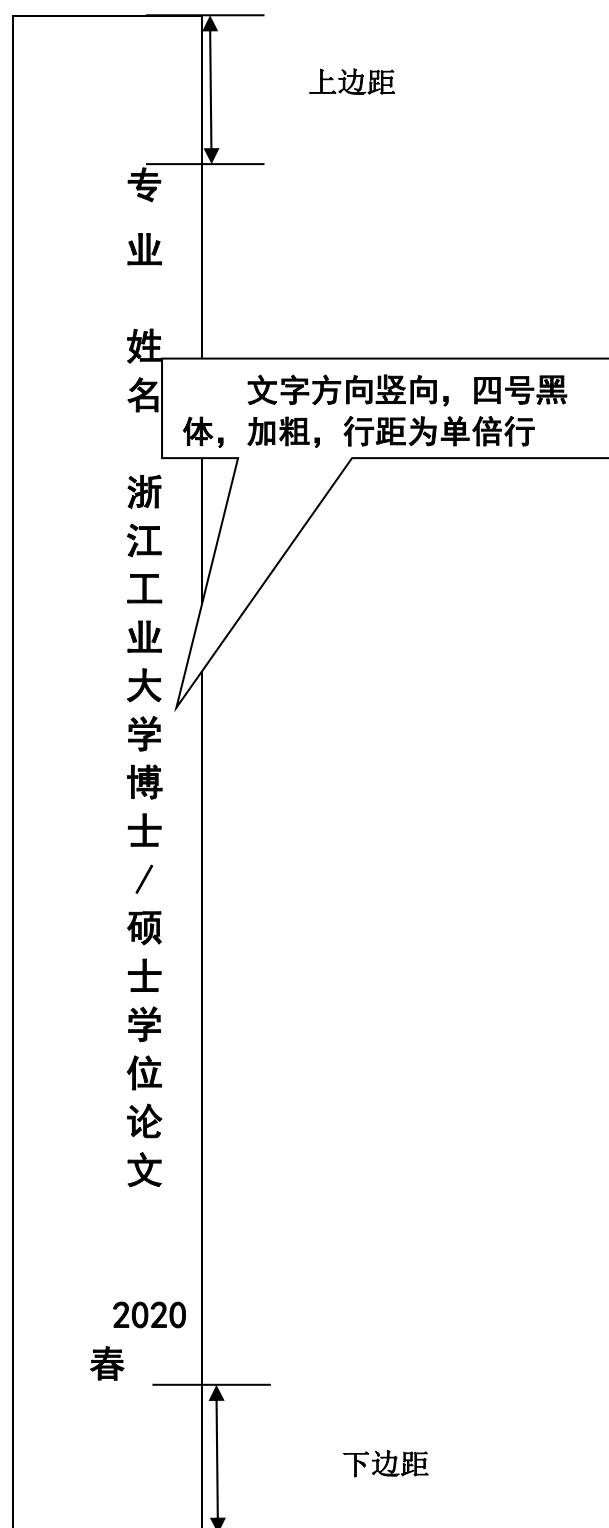 上边距
专
业
姓
名
文字方向竖向，四号黑
体，加粗，行距为单倍行
浙
江
工
业
大
学
博
士
/
硕
士
学
位
论
文
2020
春
下边距